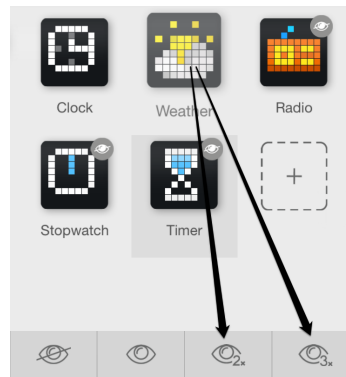 Clock
Weather
Radio
Stopwatch
Timer
+
2x
3x